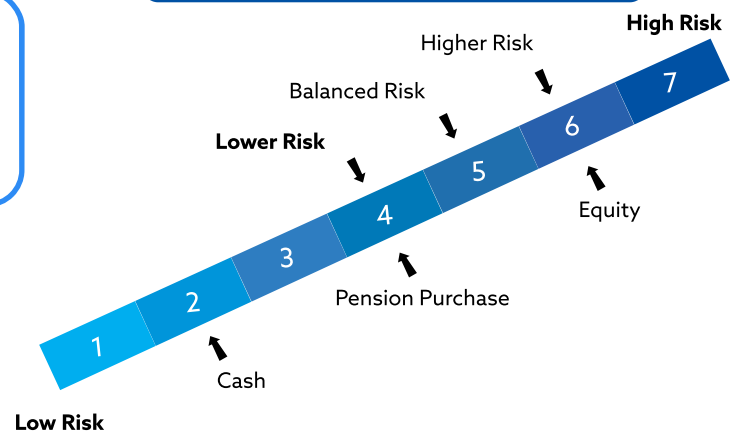 High Risk
Higher Risk
Balanced Risk
Lower Risk
7
6
5
4
3
2
1
Equity
Pension Purchase
Cash
Low Risk